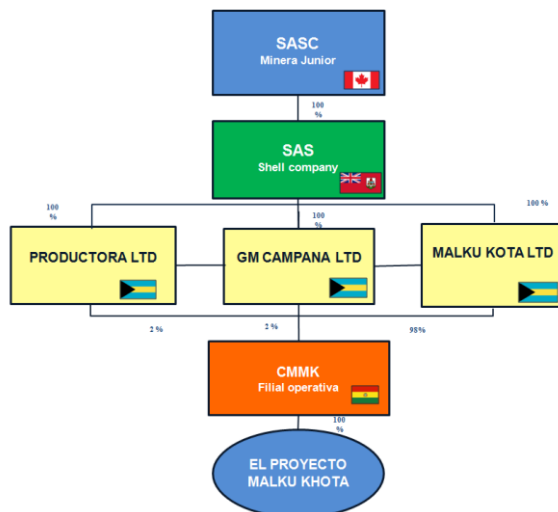 SASC
Minera Junior
100
%
SAS
Shell company
100
%
100
%
100 %
PRODUCTORA LTD
GM CAMPANA LTD
MALKU KOTA LTD
2 %
2 %
98%
CMMK
Filial operativa
100
%
EL PROYECTO
MALKU KHOTA